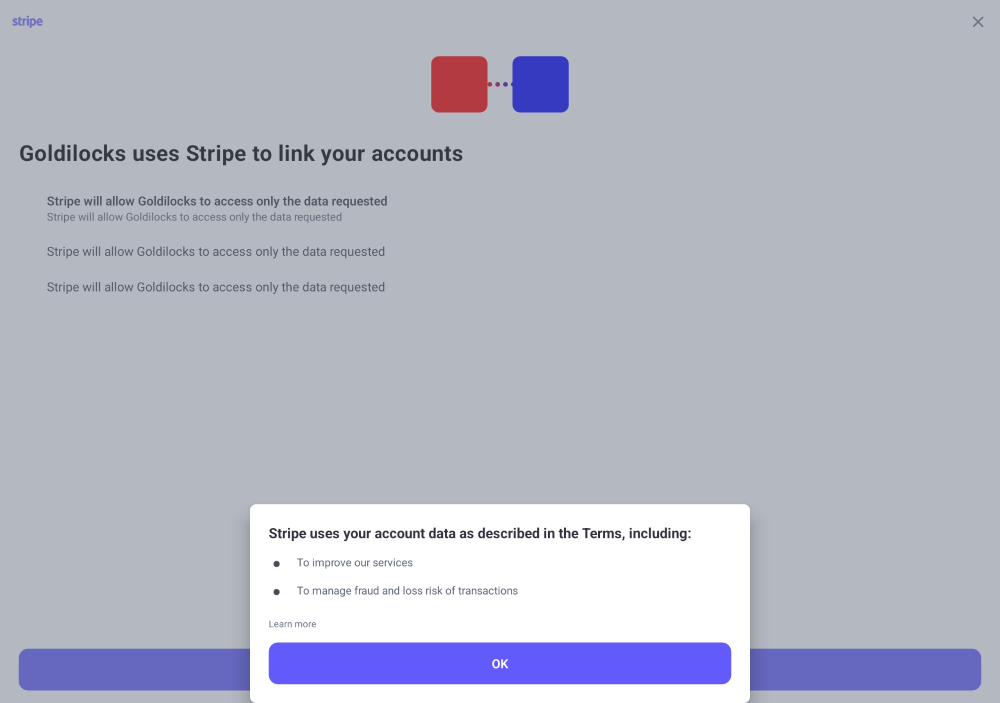 stripe
Goldilocks uses Stripe to link your accounts
Stripe will allow Goldilocks to access only the data requested
Stripe will allow Goldilocks to access only the data requested
Stripe will allow Goldilocks to access only the data requested
Stripe will allow Goldilocks to access only the data requested
Stripe uses your account data as described in the Terms, including:
To improve our services
To manage fraud and loss risk of transactions
Learn more
OK